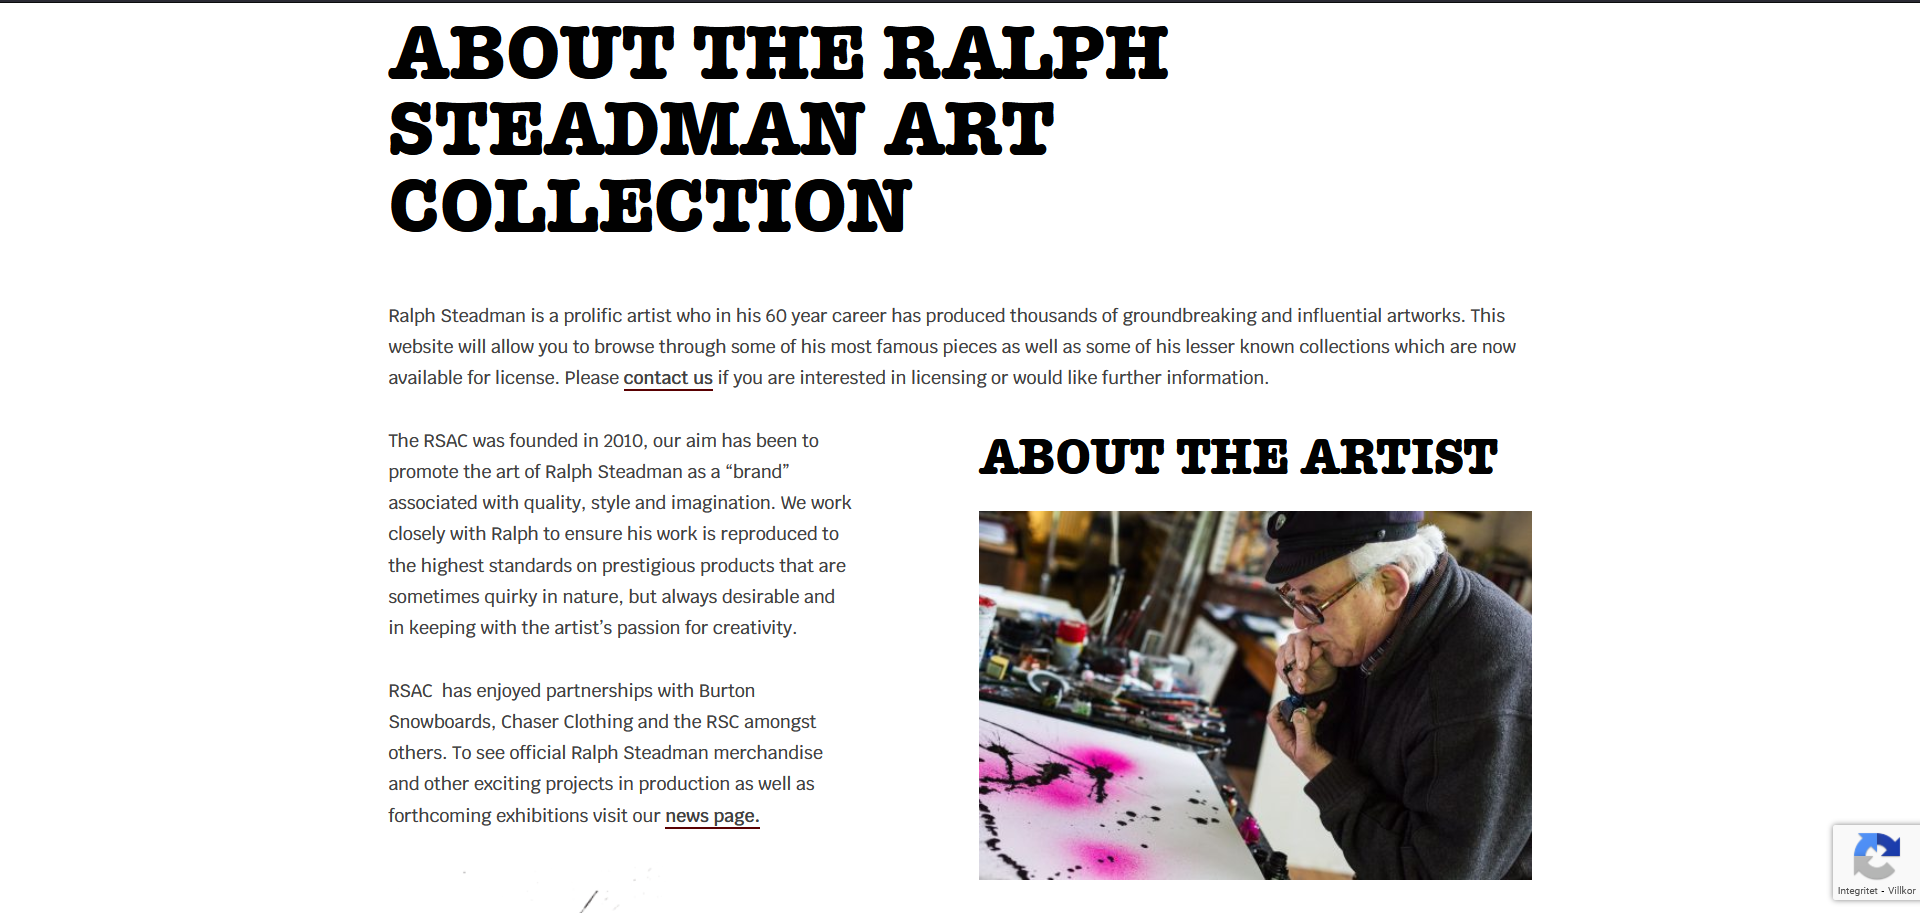 ABOUT THE RALPH
STEADMAN ART
COLLECTION
Ralph Steadman is a prolific artist who in his 60 year career has produced thousands of groundbreaking and influential artworks. This
website will allow you to browse through some of his most famous pieces as well as some of his lesser known collections which are now
available for license. Please contact us if you are interested in licensing or would like further information.
The RSAC was founded in 2010, our aim has been to
promote the art of Ralph Steadman as a “brand”
associated with quality, style and imagination. We work
closely with Ralph to ensure his work is reproduced to
the highest standards on prestigious products that are
sometimes quirky in nature, but always desirable and
in keeping with the artist’s passion for creativity.
RSAC  has enjoyed partnerships with Burton
Snowboards, Chaser Clothing and the RSC amongst
others. To see official Ralph Steadman merchandise
and other exciting projects in production as well as
forthcoming exhibitions visit our news page.
ABOUT THE ARTIST
Integritet - Villkor